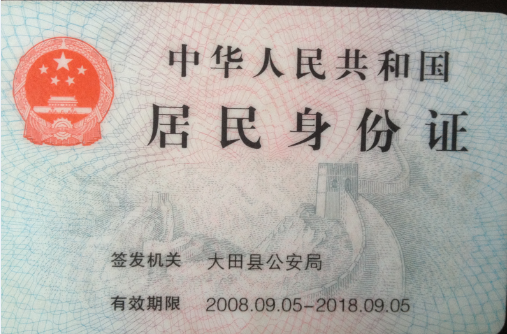 中华人民共和国
居民身份证
签发机关 大田县公安局
有效期限 2008.09.05-2018.09.05